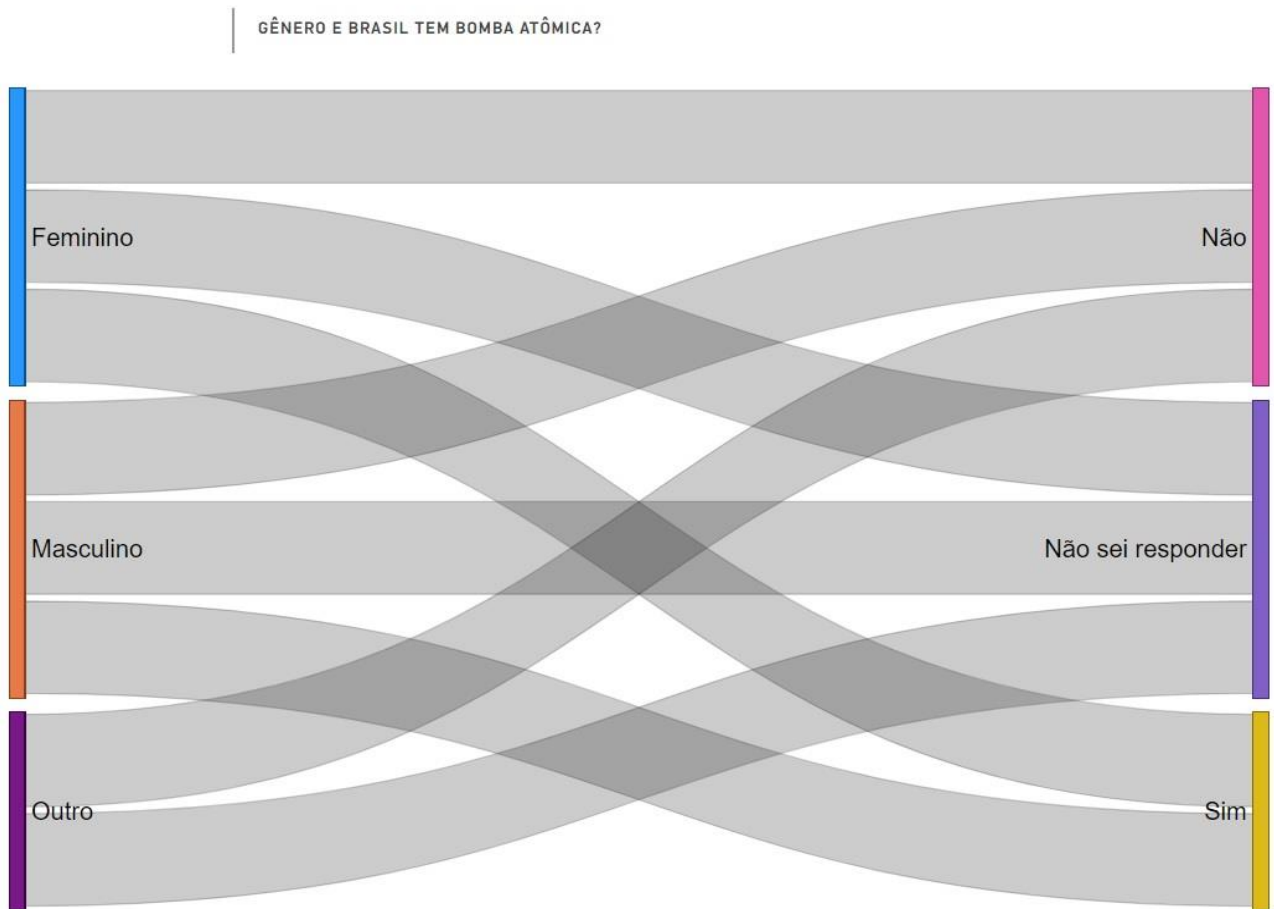 GÊNERO E BRASIL TEM BOMBA ATÔMICA?
Feminino
Não
Masculino
Não sei responder
Outro
Sim